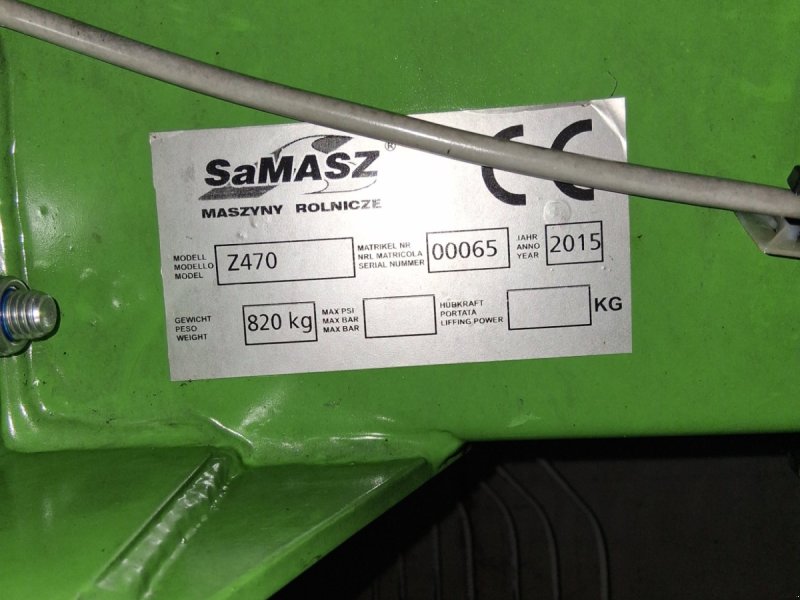 SaMASZ®
MASZYNY ROLNICZE
CE
MODELL
MODELLO
MODEL
Z470
MATRIKEL NR
NRL MATRICOLA
SERIAL NUMMER
00065
JAHR
ANNO
YEAR
2015
GEWICHT
PESO
WEIGHT
820 kg
MAX PSI
MAX BAR
MAX BAR
HUBKRAFT
PORTATA
LIFFING POWER
KG